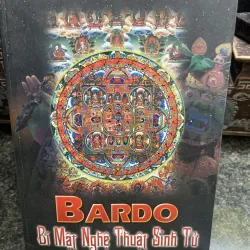 BARDO
Bí Mật Nghệ Thuật Sinh Tử